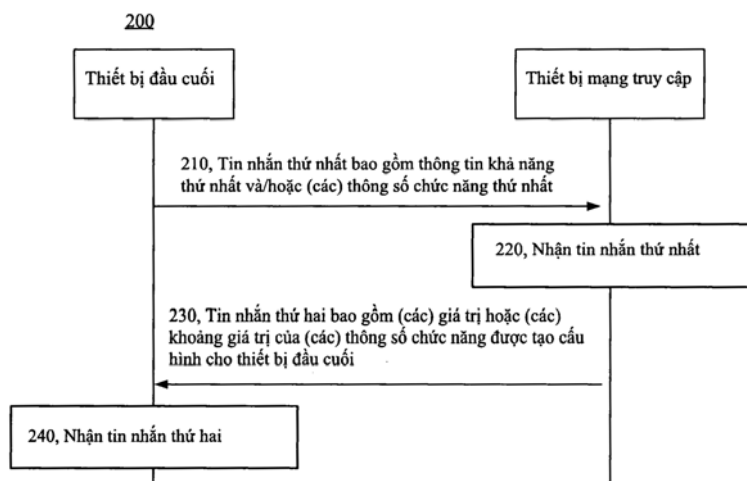 200
Thiết bị đầu cuối
Thiết bị mạng truy cập
210, Tin nhắn thứ nhất bao gồm thông tin khả năng
thứ nhất và/hoặc (các) thông số chức năng thứ nhất
220, Nhận tin nhắn thứ nhất
230, Tin nhắn thứ hai bao gồm (các) giá trị hoặc (các)
khoảng giá trị của (các) thông số chức năng được tạo cấu
hình cho thiết bị đầu cuối
240, Nhận tin nhắn thứ hai